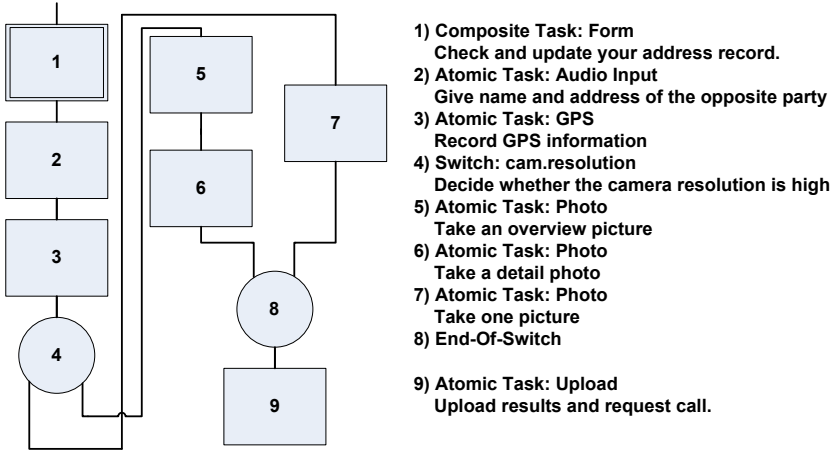 1
2
3
4
5
6
7
8
9
1) Composite Task: Form
Check and update your address record.
2) Atomic Task: Audio Input
Give name and address of the opposite party
3) Atomic Task: GPS
Record GPS information
4) Switch: cam.resolution
Decide whether the camera resolution is high
5) Atomic Task: Photo
Take an overview picture
6) Atomic Task: Photo
Take a detail photo
7) Atomic Task: Photo
Take one picture
8) End-Of-Switch
9) Atomic Task: Upload
Upload results and request call.